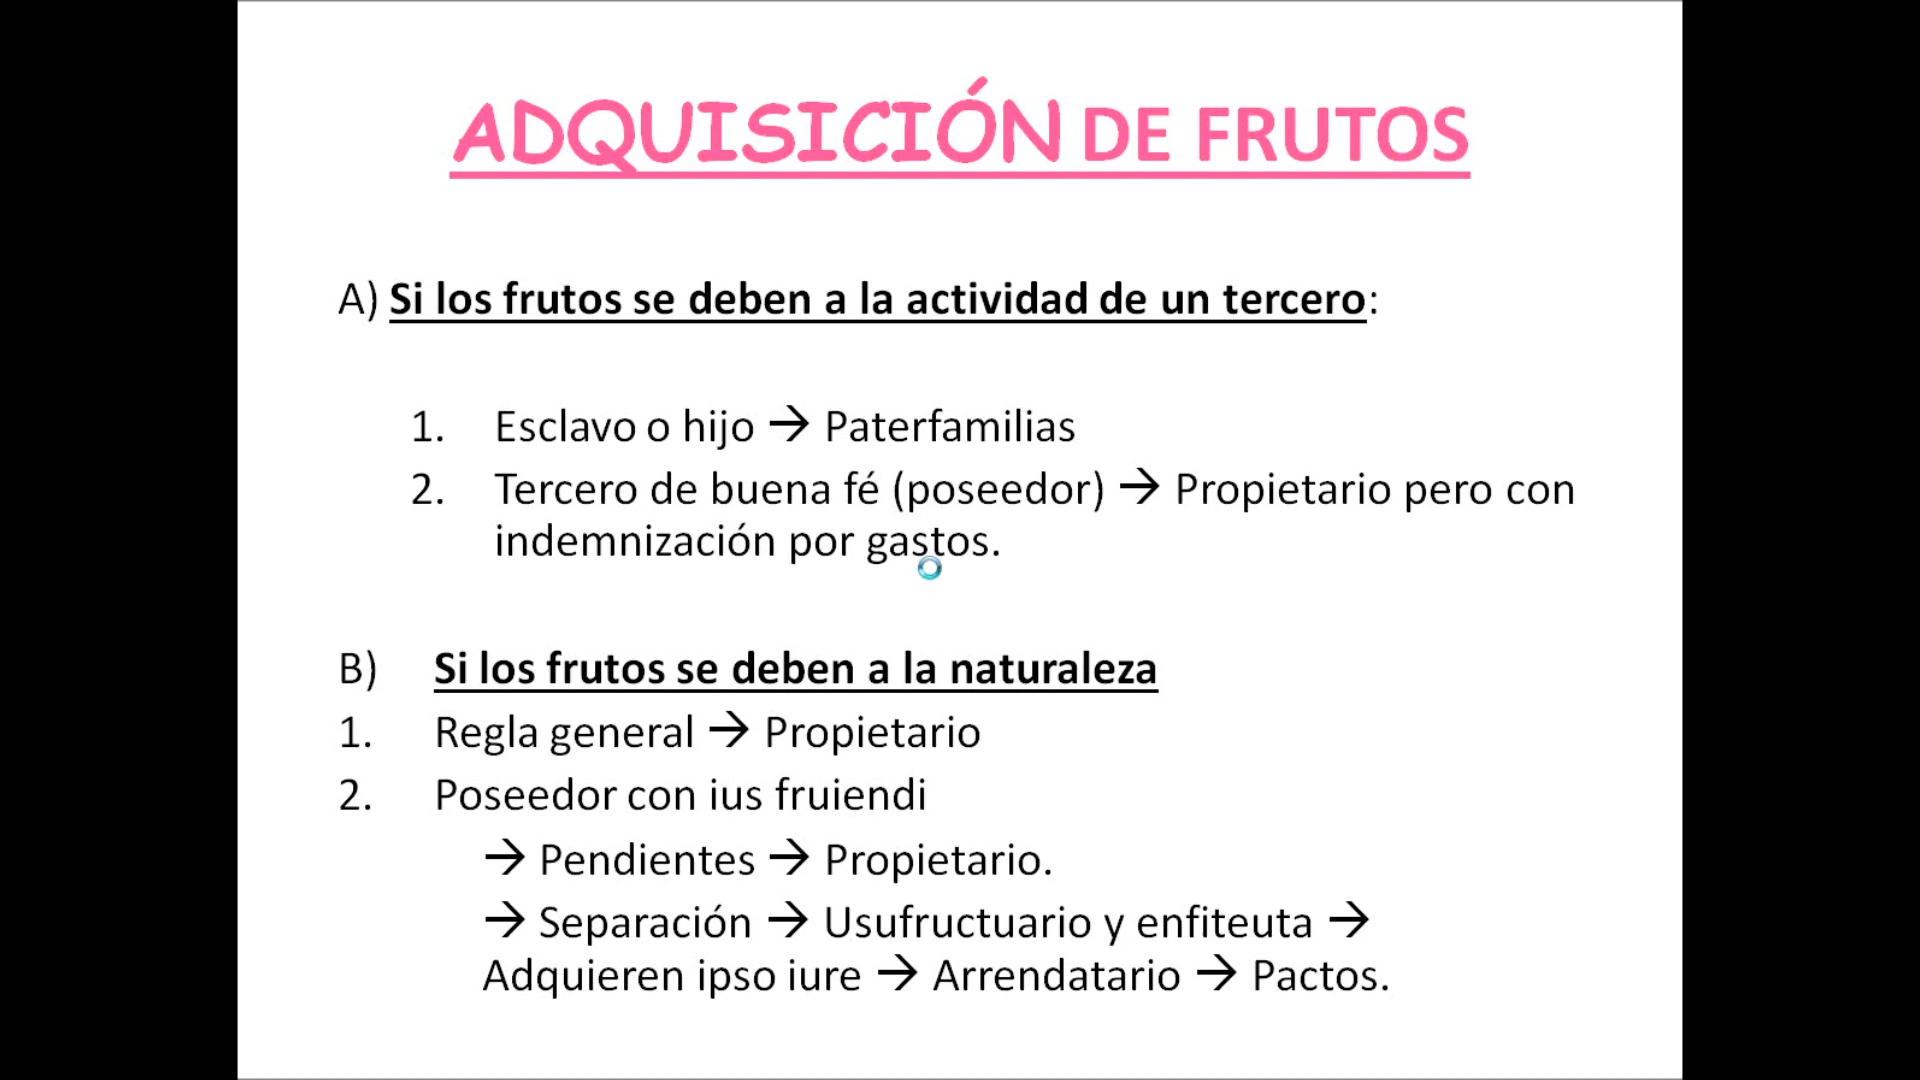 ADQUISICIÓN DE FRUTOS
A) Si los frutos se deben a la actividad de un tercero:
1. Esclavo o hijo → Paterfamilias
2. Tercero de buena fé (poseedor) → Propietario pero con
indemnización por gastos.
B) Si los frutos se deben a la naturaleza
1. Regla general → Propietario
2. Poseedor con ius fruiendi
→ Pendientes → Propietario.
→ Separación → Usufructuario y enfiteuta →
Adquieren ipso iure → Arrendatario → Pactos.